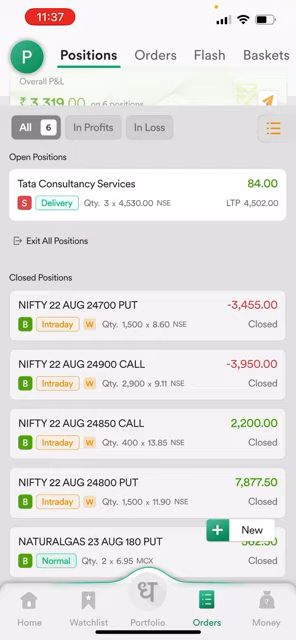 11:37
P
Positions Orders Flash Baskets
Overall P&L
₹ 3,319.00 on 6 positions
All 6 In Profits In Loss
Open Positions
Tata Consultancy Services 84.00
S Delivery Qty. 3 x 4,530.00 NSE LTP 4,502.00
Exit All Positions
Closed Positions
NIFTY 22 AUG 24700 PUT -3,455.00
B Intraday W Qty. 1,500 x 8.60 NSE Closed
NIFTY 22 AUG 24900 CALL -3,950.00
B Intraday W Qty. 2,900 x 9.11 NSE Closed
NIFTY 22 AUG 24850 CALL 2,200.00
B Intraday W Qty. 400 x 13.85 NSE Closed
NIFTY 22 AUG 24800 PUT 7,877.50
B Intraday W Qty. 1,500 x 11.90 NSE Closed
+ New
NATURALGAS 23 AUG 180 PUT 562.50
B Normal Qty. 2 x 6.95 MCX Closed
ध
Home Watchlist Portfolio Orders Money